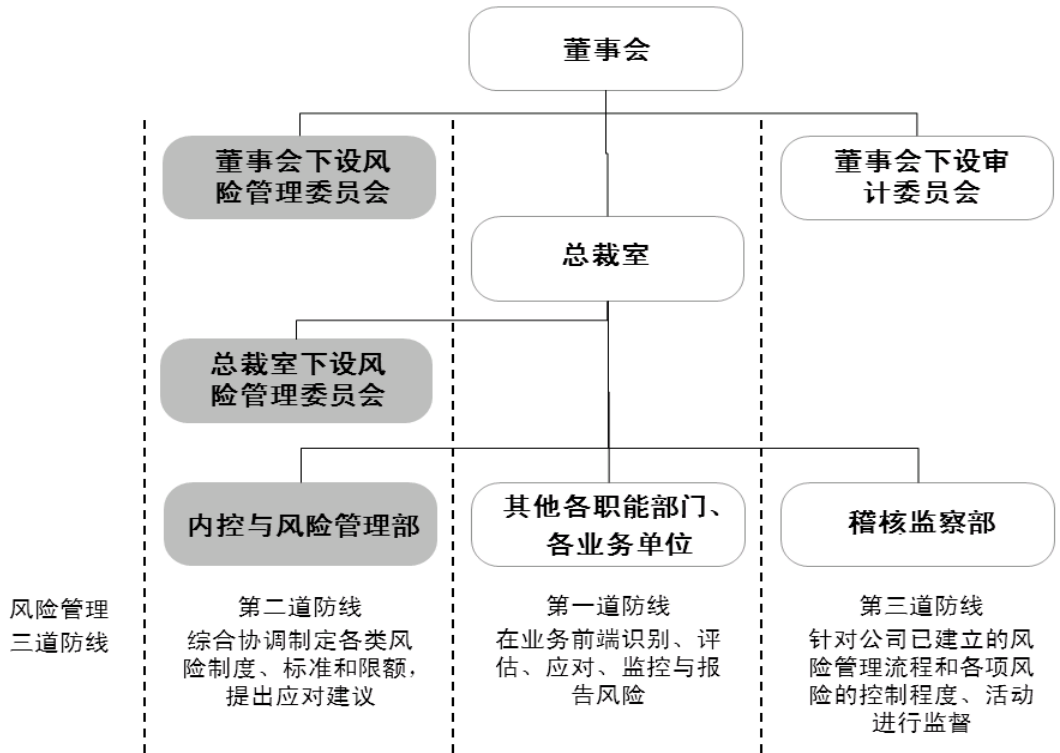 董事会
董事会下设风
险管理委员会
董事会下设审
计委员会
总裁室
总裁室下设风
险管理委员会
内控与风险管理部
其他各职能部门、
各业务单位
稽核监察部
风险管理
三道防线
第二道防线
综合协调制定各类风
险制度、标准和限额，
提出应对建议
第一道防线
在业务前端识别、评
估、应对、监控与报
告风险
第三道防线
针对公司已建立的风
险管理流程和各项风
险的控制程度、活动
进行监督